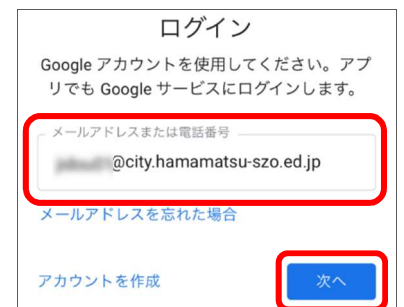 ログイン
Google アカウントを使用してください。アプ
リでも Google サービスにログインします。
メールアドレスまたは電話番号
@city.hamamatsu-szo.ed.jp
メールアドレスを忘れた場合
アカウントを作成
次へ